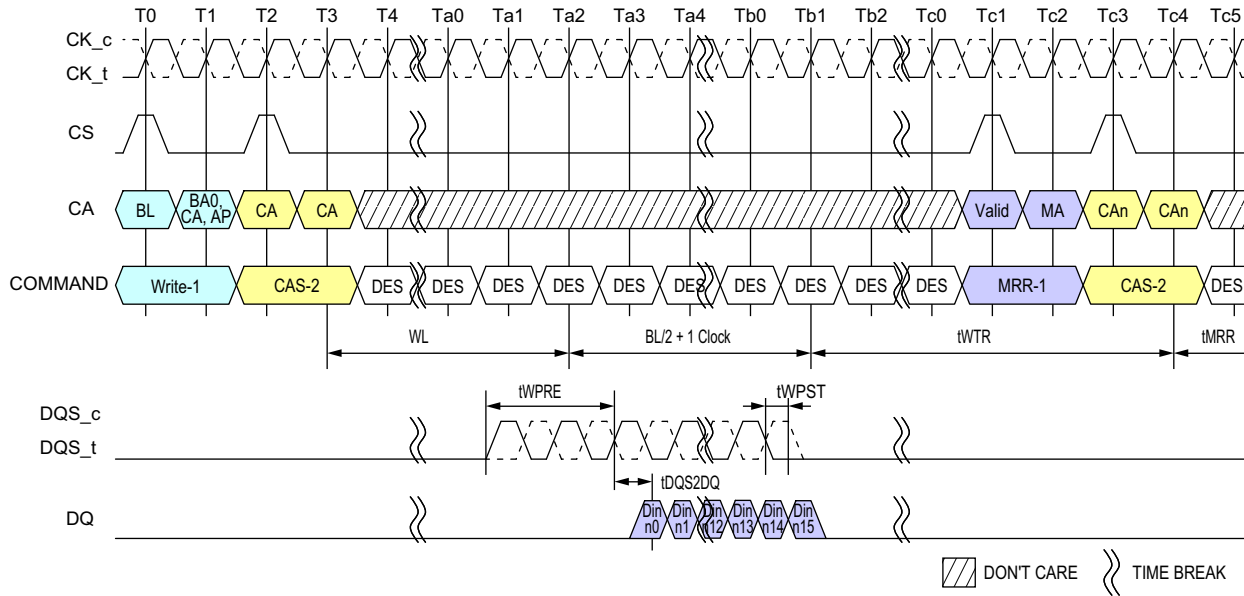 T0 T1 T2 T3 T4 Ta0 Ta1 Ta2 Ta3 Ta4 Tb0 Tb1 Tb2 Tc0 Tc1 Tc2 Tc3 Tc4 Tc5
CK_c
CK_t
CS
CA
BL
BA0,
CA, AP
CA CA
Valid MA CAn CAn
COMMAND
Write-1 CAS-2 DES DES DES DES DES DES DES DES DES DES MRR-1 CAS-2 DES
WL BL/2 + 1 Clock tWTR tMRR
tWPRE tWPST
DQS_c
DQS_t
tDQS2DQ
DQ
Din Din Din Din Din Din
n0 n1 n12 n13 n14 n15
DON'T CARE TIME BREAK